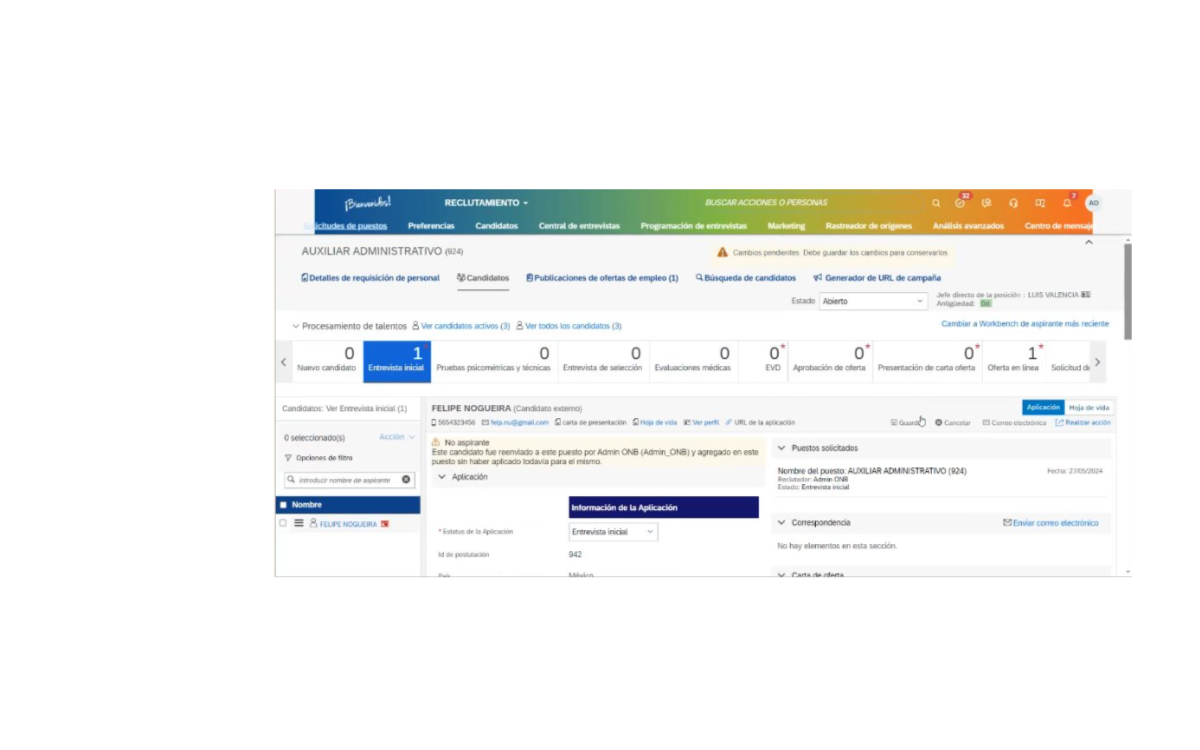 ¡Bienvenidos! RECLUTAMIENTO BUSCAR ACCIONES O PERSONAS 32 7 AO
Solicitudes de puestos Preferencias Candidatos Central de entrevistas Programación de entrevistas Marketing Rastreador de orígenes Análisis avanzados Centro de mensaje
AUXILIAR ADMINISTRATIVO (924) Cambios pendientes. Debe guardar los cambios para conservarlos.
Detalles de requisición de personal Candidatos Publicaciones de ofertas de empleo (1) Búsqueda de candidatos Generador de URL de campaña
Estado Abierto Jefe directo de la posición : LUIS VALENCIA
Antigüedad: 0d
Procesamiento de talentos Ver candidatos activos (3) Ver todos los candidatos (3) Cambiar a Workbench de aspirante más reciente
0 1 0 0 0 0* 0* 0* 1*
Nuevo candidato Entrevista inicial Pruebas psicométricas y técnicas Entrevista de selección Evaluaciones médicas EVD Aprobación de oferta Presentación de carta oferta Oferta en línea Solicitud de
Candidatos: Ver Entrevista inicial (1) FELIPE NOGUEIRA (Candidato externo) Aplicación Hoja de vida
5654323456 felp.nu@gmail.com carta de presentación Hoja de vida Ver perfil URL de la aplicación Guard Cancelar Correo electrónico Realizar acción
0 seleccionado(s) Acción
Opciones de filtro
Introducir nombre de aspirante
Nombre
FELIPE NOGUEIRA
No aspirante
Este candidato fue reenviado a este puesto por Admin ONB (Admin_ONB) y agregado en este
puesto sin haber aplicado todavía para el mismo.
Aplicación
Información de la Aplicación
* Estatus de la Aplicación Entrevista inicial
Id de postulación 942
País México
Puestos solicitados
Nombre del puesto: AUXILIAR ADMINISTRATIVO (924) Fecha: 27/05/2024
Reclutador: Admin ONB
Estado: Entrevista inicial
Correspondencia Enviar correo electrónico
No hay elementos en esta sección.
Carta de oferta